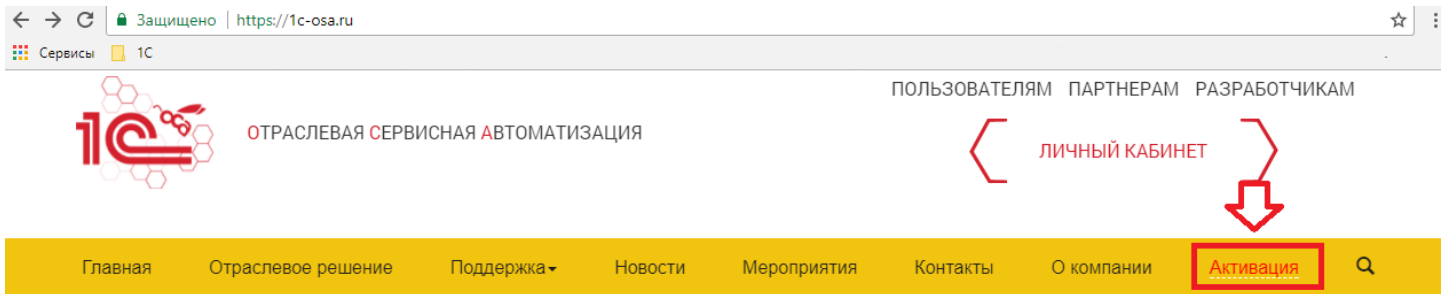 Защищено | https://1c-osa.ru
Сервисы 1С
ПОЛЬЗОВАТЕЛЯМ ПАРТНЕРАМ РАЗРАБОТЧИКАМ
1С оса
ОТРАСЛЕВАЯ СЕРВИСНАЯ АВТОМАТИЗАЦИЯ
ЛИЧНЫЙ КАБИНЕТ
Главная Отраслевое решение Поддержка Новости Мероприятия Контакты О компании Активация